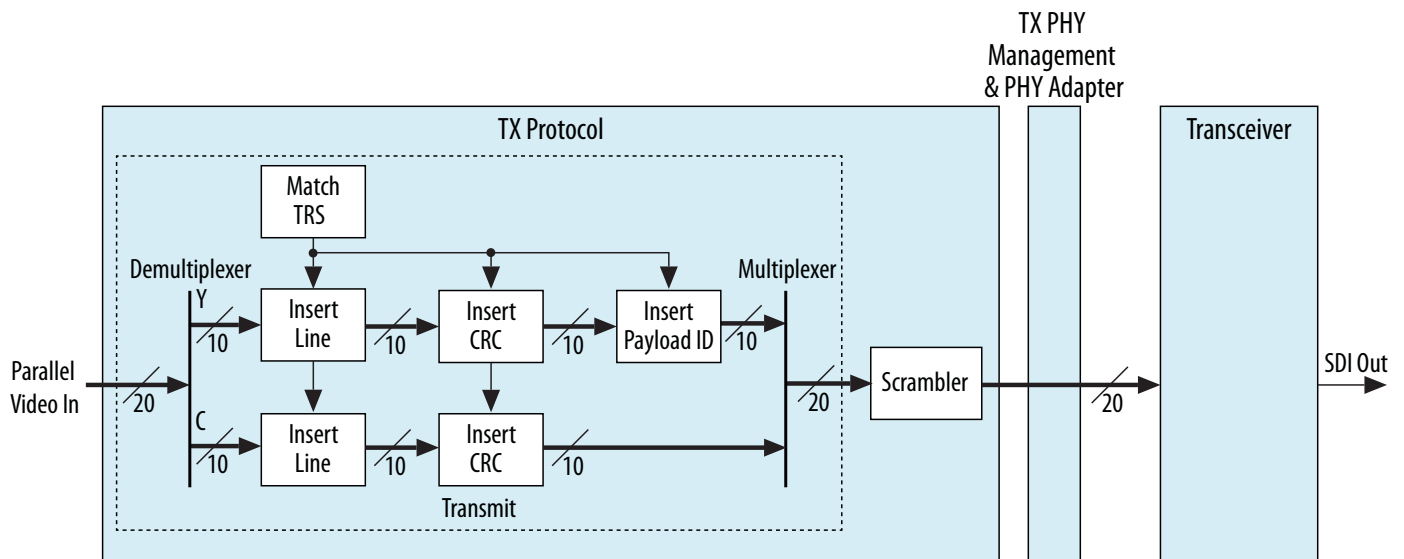 TX PHY
Management
& PHY Adapter
TX Protocol
Transceiver
Match
TRS
Demultiplexer
Multiplexer
Y
10
Insert
Line
10
Insert
CRC
10
Insert
Payload ID
10
Parallel
Video In
20
20
Scrambler
20
SDI Out
C
10
Insert
Line
10
Insert
CRC
10
Transmit